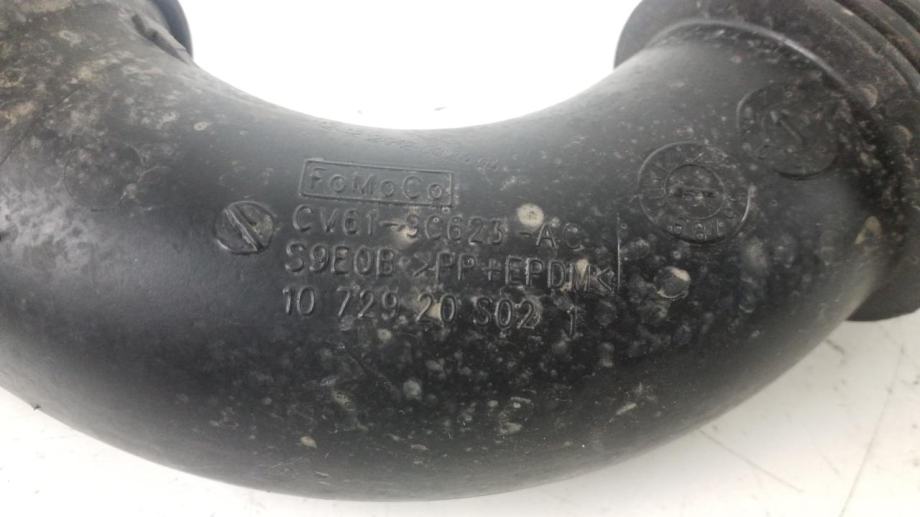 FoMoCo
CV61-9C623-AC
S9E0B >PP+EPDM<
10 729 20 S02 1